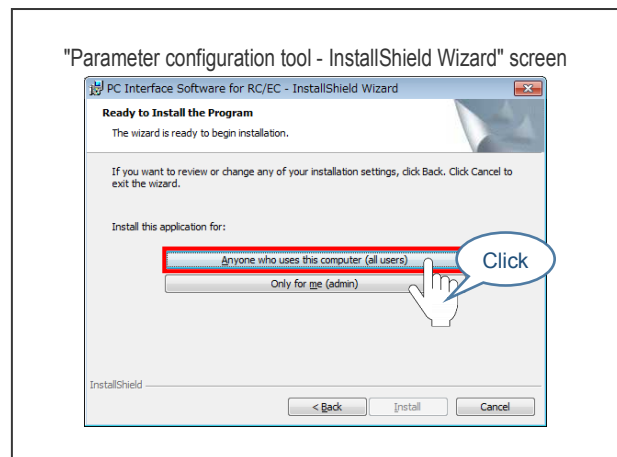 "Parameter configuration tool - InstallShield Wizard" screen
PC Interface Software for RC/EC - InstallShield Wizard
Ready to Install the Program
The wizard is ready to begin installation.
If you want to review or change any of your installation settings, click Back. Click Cancel to
exit the wizard.
Install this application for:
Anyone who uses this computer (all users)
Click
Only for me (admin)
InstallShield
< Back
Install
Cancel